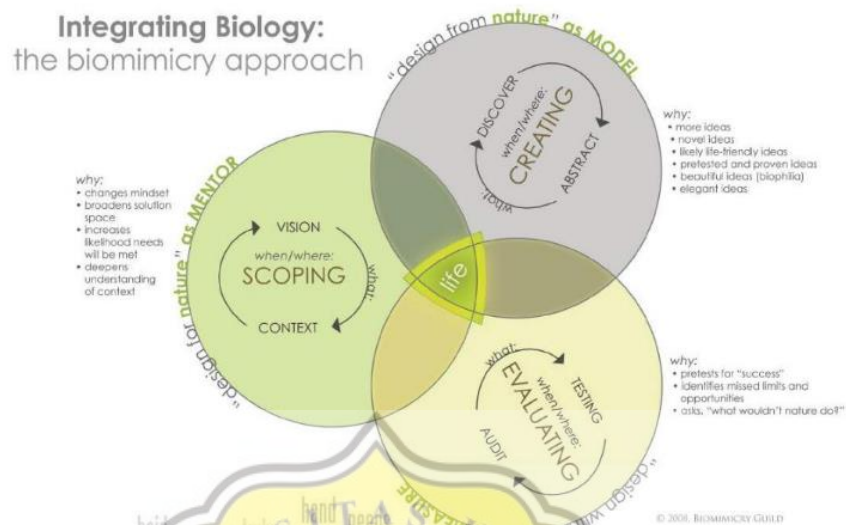 Integrating Biology:
the biomimicry approach
"design from nature" as MODEL
DISCOVER
when/where:
CREATING
ABSTRACT
what:
why:
• more ideas
• novel ideas
• likely life-friendly ideas
• pretested and proven ideas
• beautiful ideas (biophilia)
• elegant ideas
why:
• changes mindset
• broadens solution
space
• increases
likelihood needs
will be met
• deepens
understanding
of context
"design for nature" as MENTOR
VISION
when/where:
SCOPING
what:
CONTEXT
life
what:
TESTING
when/where:
EVALUATING
AUDIT
why:
• pretests for "success"
• identifies missed limits and
opportunities
• asks, "what wouldn't nature do?"
"design with
© 2008, BIOMIMICRY GUILD